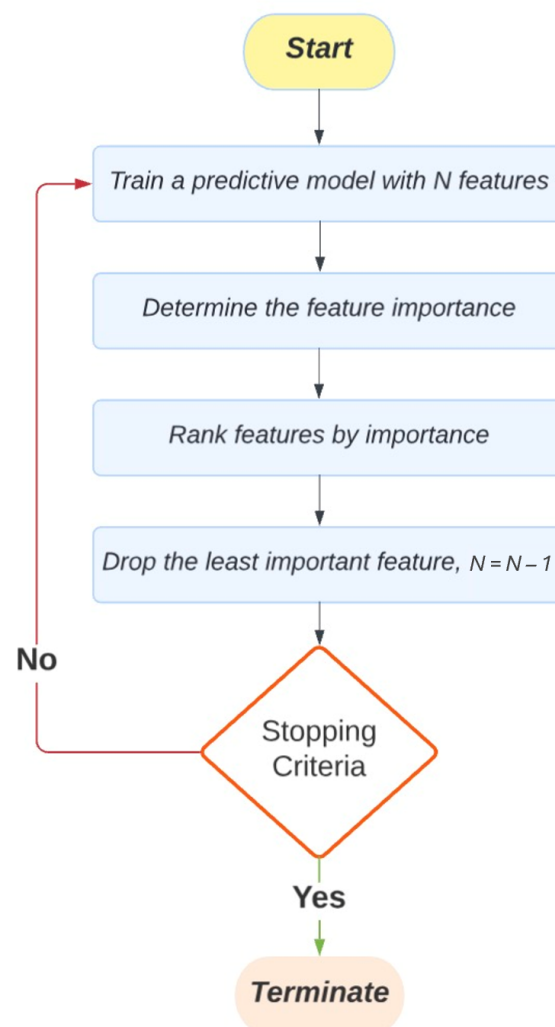 Start
Train a predictive model with N features
Determine the feature importance
Rank features by importance
Drop the least important feature, N = N – 1
No
Stopping
Criteria
Yes
Terminate